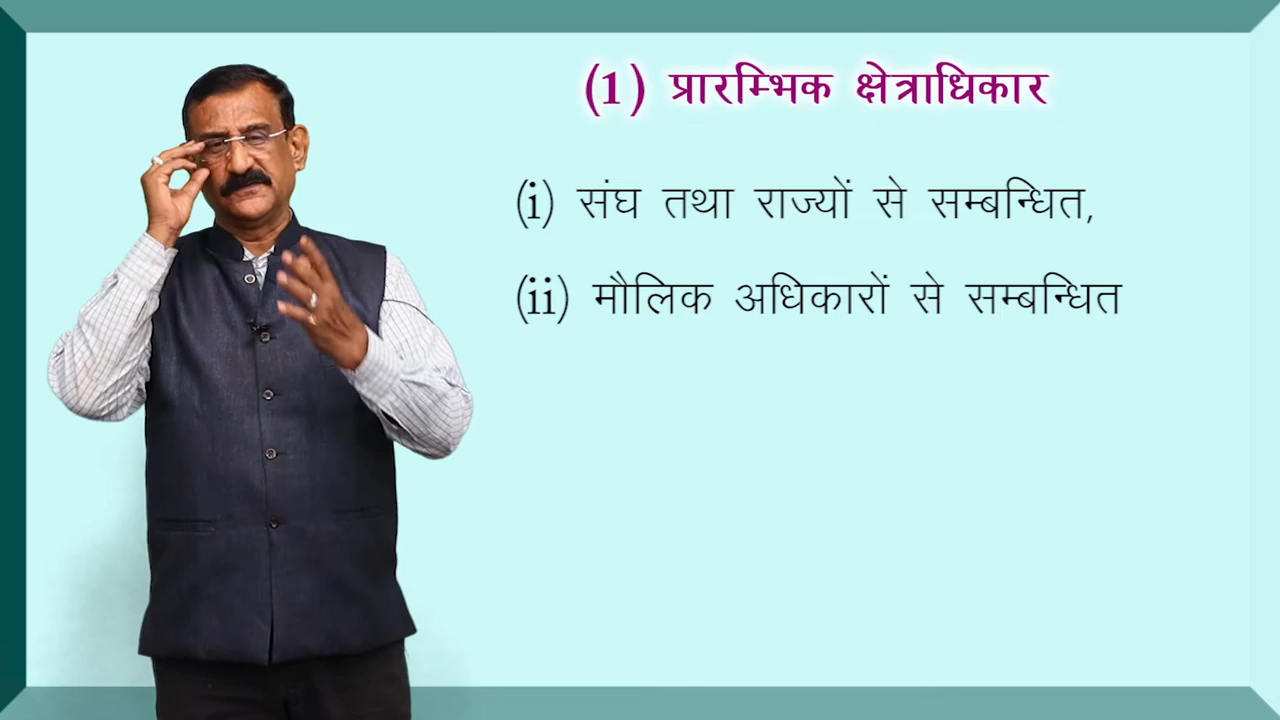 (1) प्रारम्भिक क्षेत्राधिकार
(i) संघ तथा राज्यों से सम्बन्धित,
(ii) मौलिक अधिकारों से सम्बन्धित